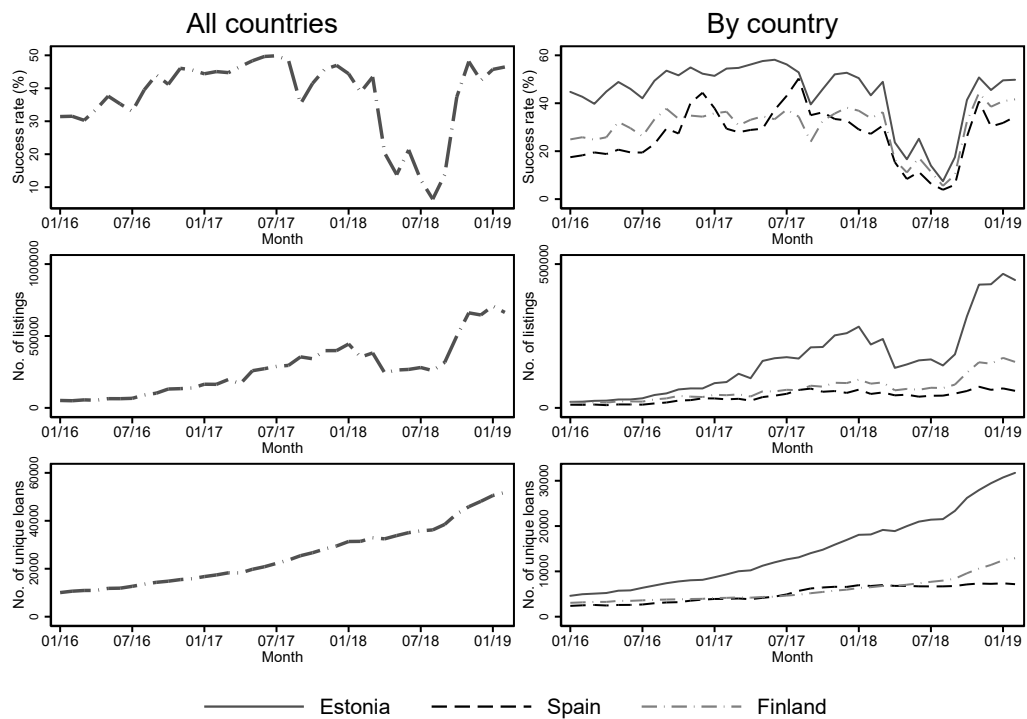 All countries
By country
Success rate (%)
50
40
30
20
10
01/16 07/16 01/17 07/17 01/18 07/18 01/19
Month
Success rate (%)
60
40
20
0
01/16 07/16 01/17 07/17 01/18 07/18 01/19
Month
No. of listings
1000000
500000
0
01/16 07/16 01/17 07/17 01/18 07/18 01/19
Month
No. of listings
500000
0
01/16 07/16 01/17 07/17 01/18 07/18 01/19
Month
No. of unique loans
60000
40000
20000
0
01/16 07/16 01/17 07/17 01/18 07/18 01/19
Month
No. of unique loans
30000
20000
10000
0
01/16 07/16 01/17 07/17 01/18 07/18 01/19
Month
Estonia Spain Finland